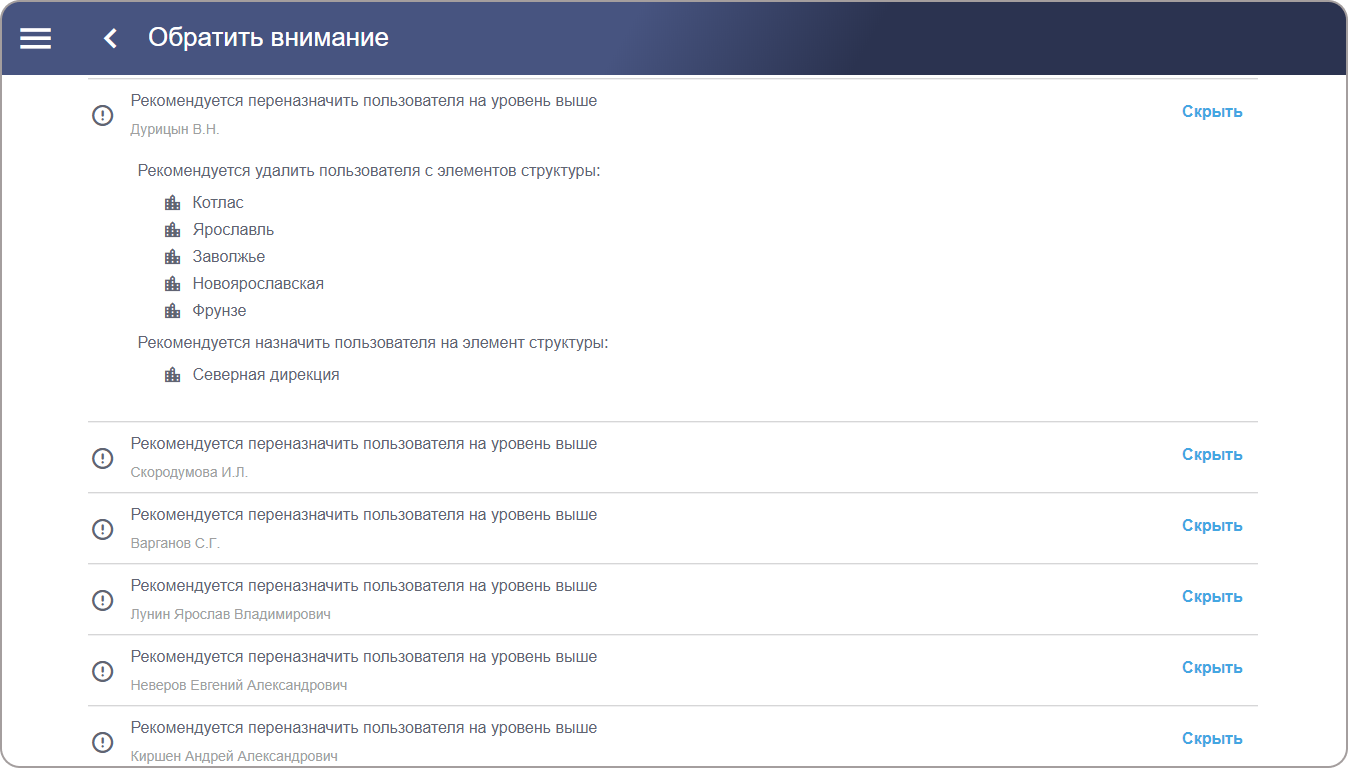 Обратить внимание
Рекомендуется переназначить пользователя на уровень выше
Скрыть
Дурицын В.Н.
Рекомендуется удалить пользователя с элементов структуры:
Котлас
Ярославль
Заволжье
Новоярославская
Фрунзе
Рекомендуется назначить пользователя на элемент структуры:
Северная дирекция
Рекомендуется переназначить пользователя на уровень выше
Скрыть
Скородумова И.Л.
Рекомендуется переназначить пользователя на уровень выше
Скрыть
Варганов С.Г.
Рекомендуется переназначить пользователя на уровень выше
Скрыть
Лунин Ярослав Владимирович
Рекомендуется переназначить пользователя на уровень выше
Скрыть
Неверов Евгений Александрович
Рекомендуется переназначить пользователя на уровень выше
Скрыть
Киршен Андрей Александрович